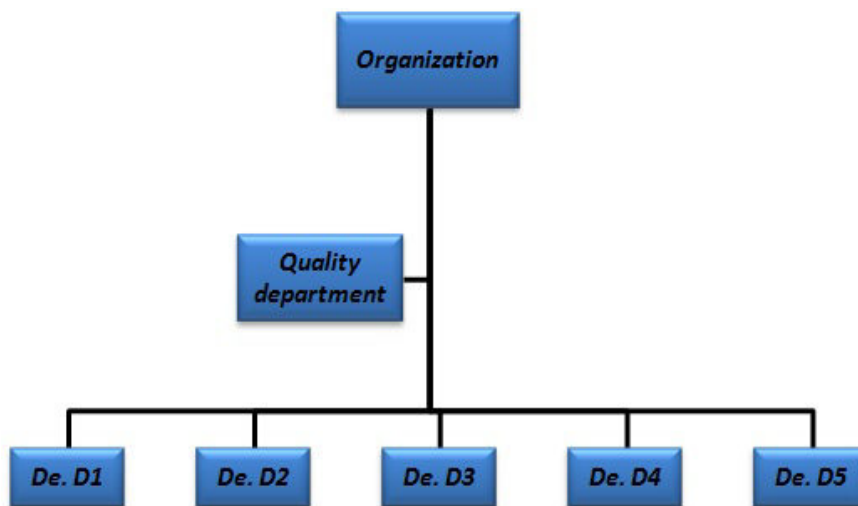 Organization
Quality
department
De. D1
De. D2
De. D3
De. D4
De. D5